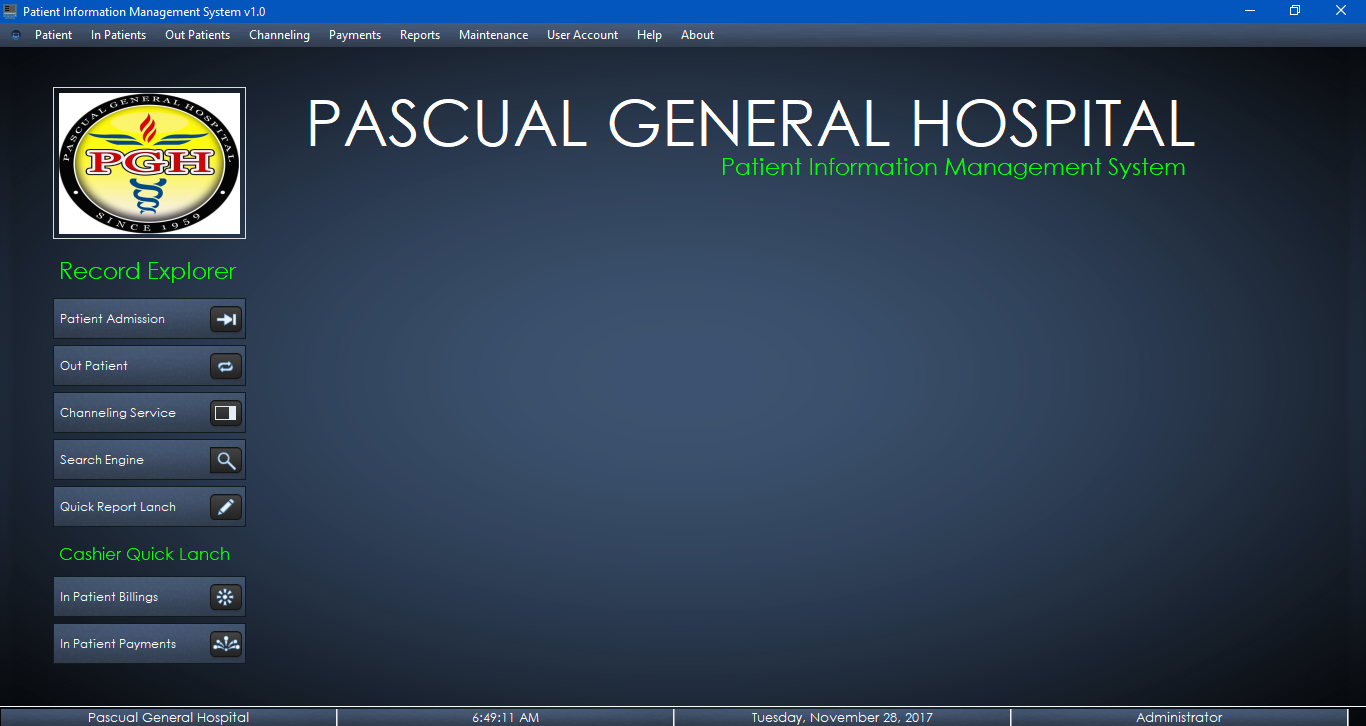 Patient Information Management System v1.0
Patient In Patients Out Patients Channeling Payments Reports Maintenance User Account Help About
PASCUAL GENERAL HOSPITAL
PGH
SINCE 1959
PASCUAL GENERAL HOSPITAL
Patient Information Management System
Record Explorer
Patient Admission
Out Patient
Channeling Service
Search Engine
Quick Report Lanch
Cashier Quick Lanch
In Patient Billings
In Patient Payments
Pascual General Hospital 6:49:11 AM Tuesday, November 28, 2017 Administrator